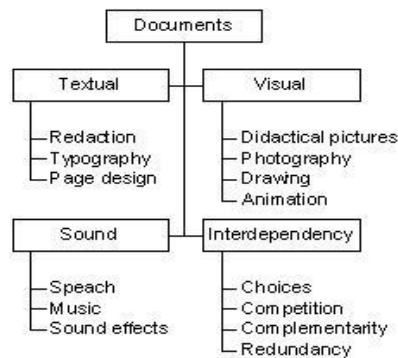 Documents
Textual
Redaction
Typography
Page design
Visual
Didactical pictures
Photography
Drawing
Animation
Sound
Speach
Music
Sound effects
Interdependency
Choices
Competition
Complementarity
Redundancy